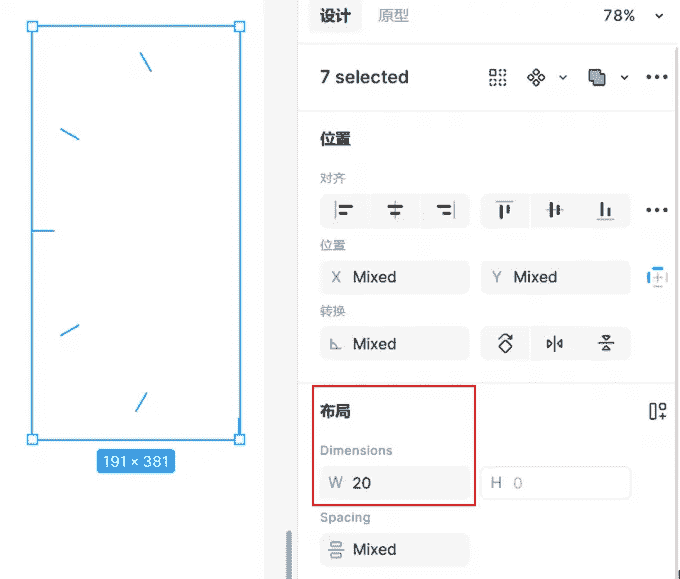 设计 原型 78%
7 selected
位置
对齐
位置
X Mixed Y Mixed
转换
Mixed
布局
Dimensions
W 20 H 0
Spacing
Mixed
191 × 381